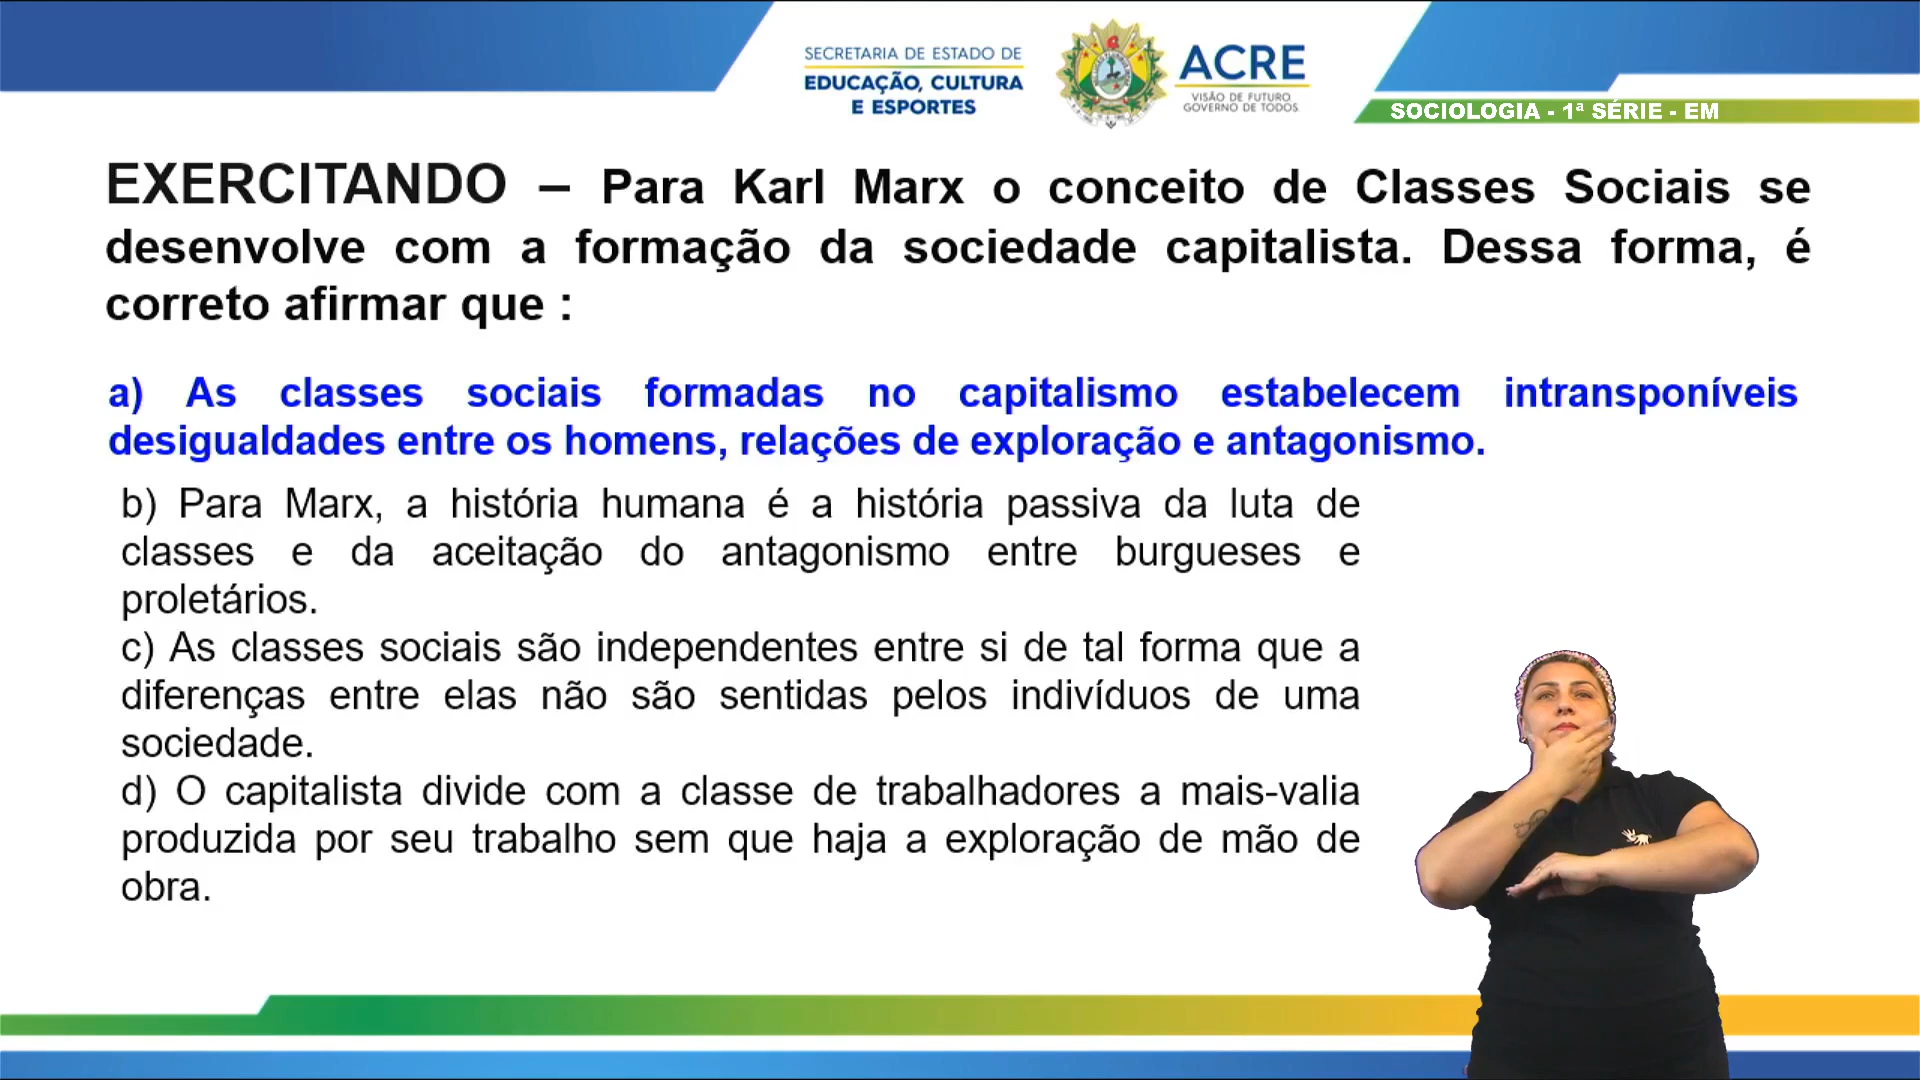 SECRETARIA DE ESTADO DE
EDUCAÇÃO, CULTURA
E ESPORTES
ACRE
VISÃO DE FUTURO
GOVERNO DE TODOS
SOCIOLOGIA - 1ª SÉRIE - EM
EXERCITANDO – Para Karl Marx o conceito de Classes Sociais se
desenvolve com a formação da sociedade capitalista. Dessa forma, é
correto afirmar que :
a) As classes sociais formadas no capitalismo estabelecem intransponíveis
desigualdades entre os homens, relações de exploração e antagonismo.
b) Para Marx, a história humana é a história passiva da luta de
classes e da aceitação do antagonismo entre burgueses e
proletários.
c) As classes sociais são independentes entre si de tal forma que a
diferenças entre elas não são sentidas pelos indivíduos de uma
sociedade.
d) O capitalista divide com a classe de trabalhadores a mais-valia
produzida por seu trabalho sem que haja a exploração de mão de
obra.